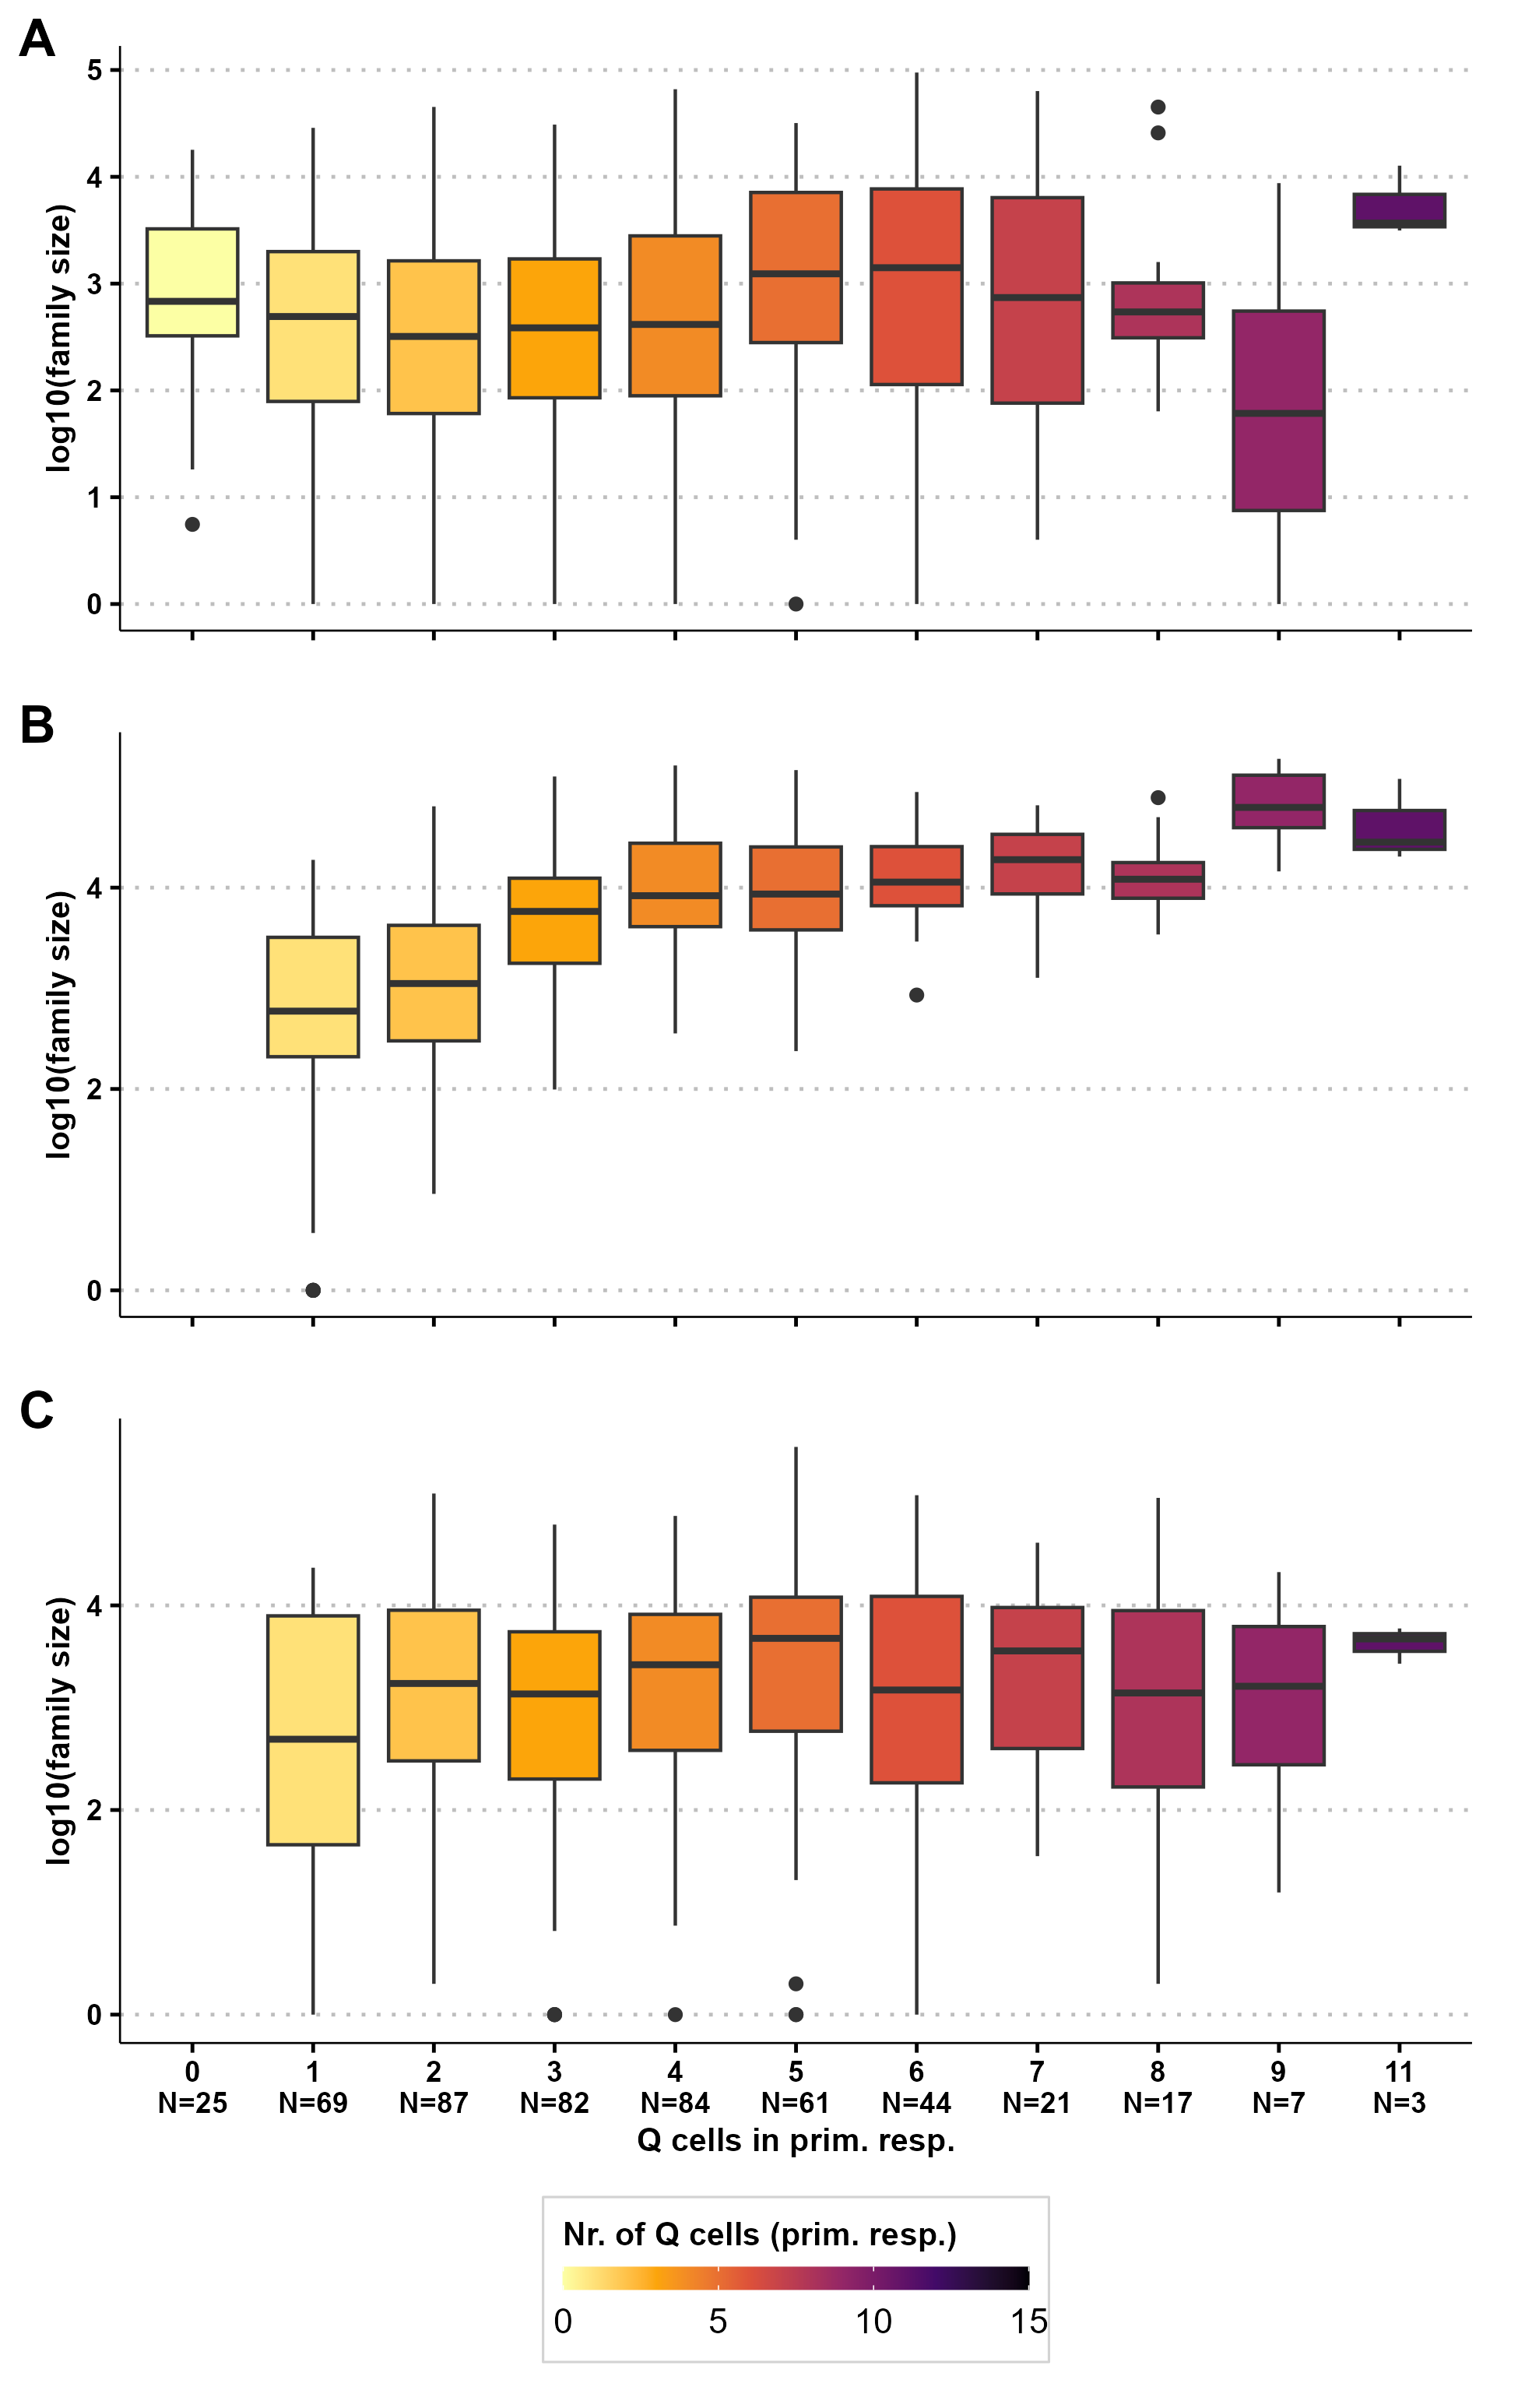 A
5
4
3
2
1
0
log10(family size)
B
4
2
0
log10(family size)
C
4
2
0
log10(family size)
0 1 2 3 4 5 6 7 8 9 11
N=25 N=69 N=87 N=82 N=84 N=61 N=44 N=21 N=17 N=7 N=3
Q cells in prim. resp.
Nr. of Q cells (prim. resp.)
0 5 10 15